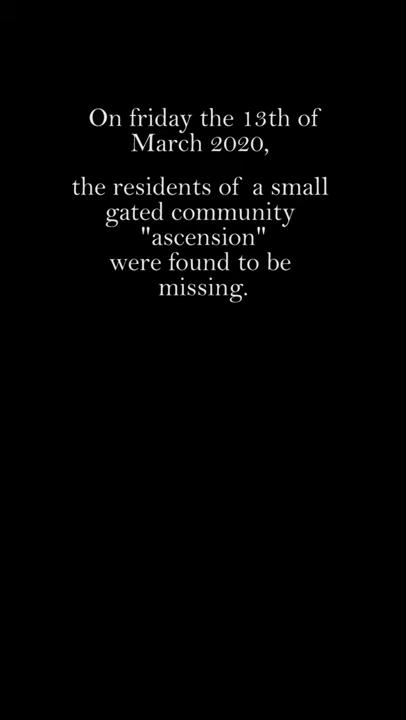 On friday the 13th of
March 2020,
the residents of a small
gated community
"ascension"
were found to be
missing.